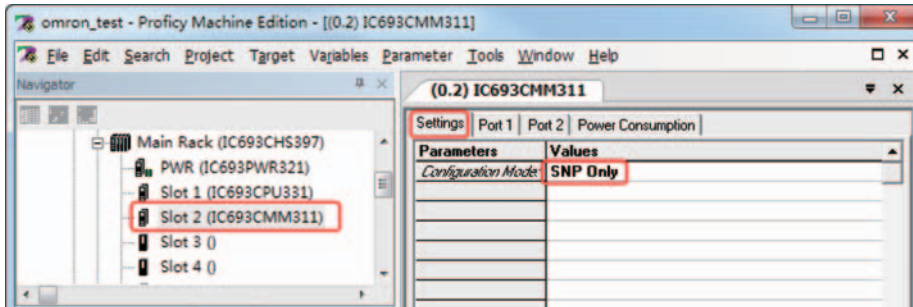 omron_test - Proficy Machine Edition - [(0.2) IC693CMM311]
File Edit Search Project Target Variables Parameter Tools Window Help
Navigator
(0.2) IC693CMM311
Settings Port 1 Port 2 Power Consumption
Main Rack (IC693CHS397)
PWR (IC693PWR321)
Slot 1 (IC693CPU331)
Slot 2 (IC693CMM311)
Slot 3 ()
Slot 4 ()
Parameters Values
Configuration Mode: SNP Only